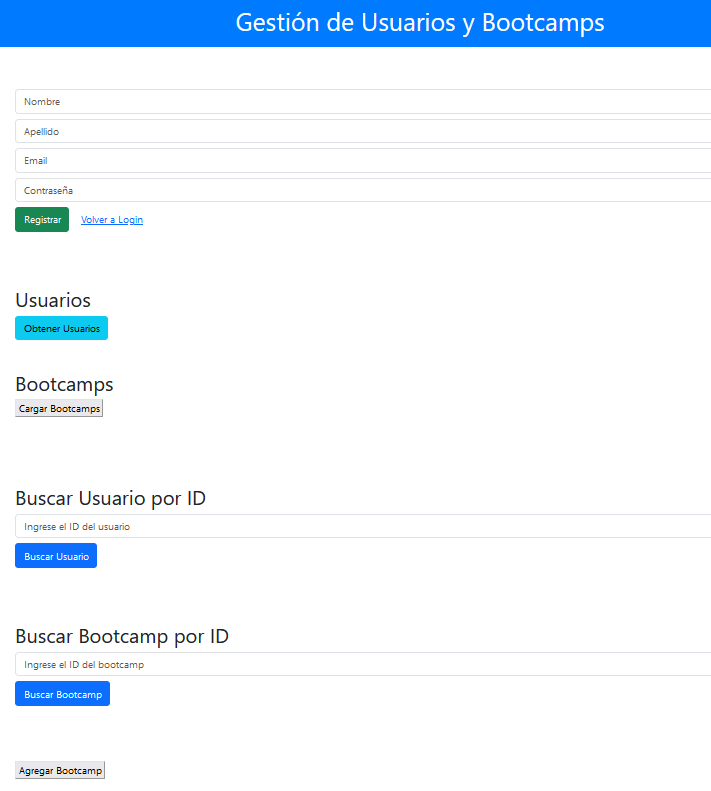 Gestión de Usuarios y Bootcamps
Nombre
Apellido
Email
Contraseña
Registrar Volver a Login
Usuarios
Obtener Usuarios
Bootcamps
Cargar Bootcamps
Buscar Usuario por ID
Ingrese el ID del usuario
Buscar Usuario
Buscar Bootcamp por ID
Ingrese el ID del bootcamp
Buscar Bootcamp
Agregar Bootcamp